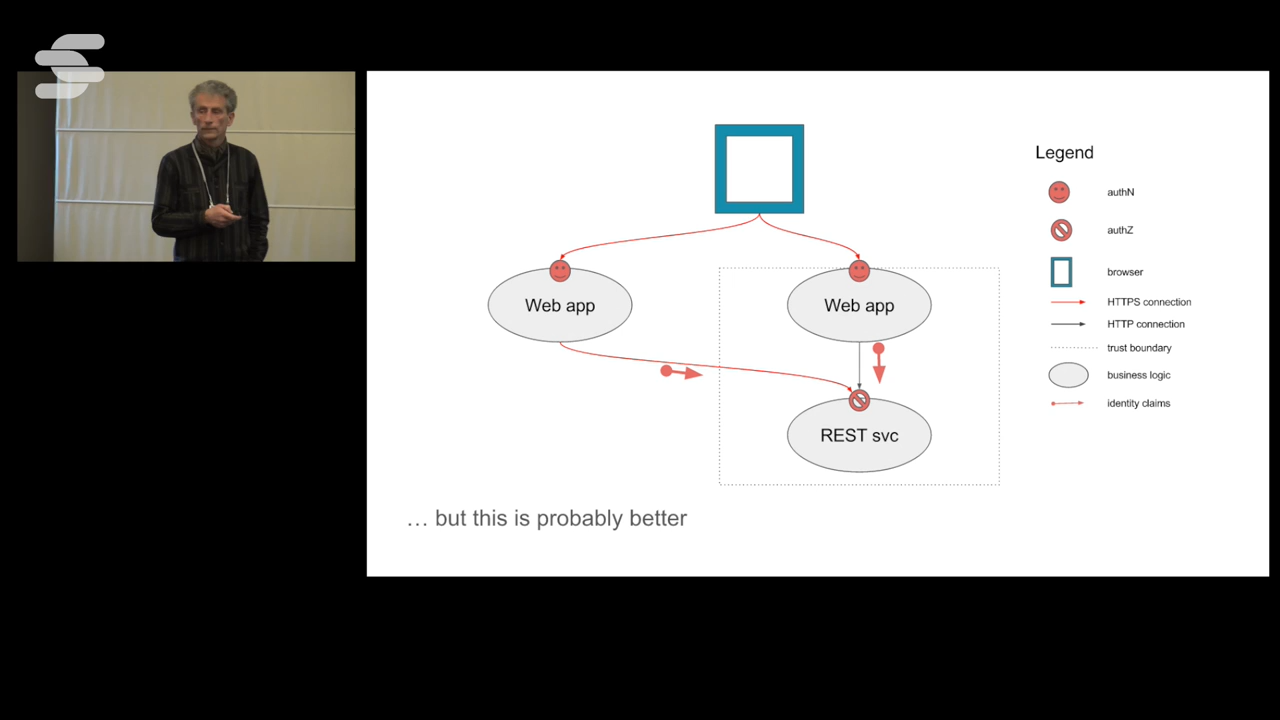 Legend
authN
authZ
browser
HTTPS connection
HTTP connection
trust boundary
business logic
identity claims
Web app
Web app
REST svc
… but this is probably better